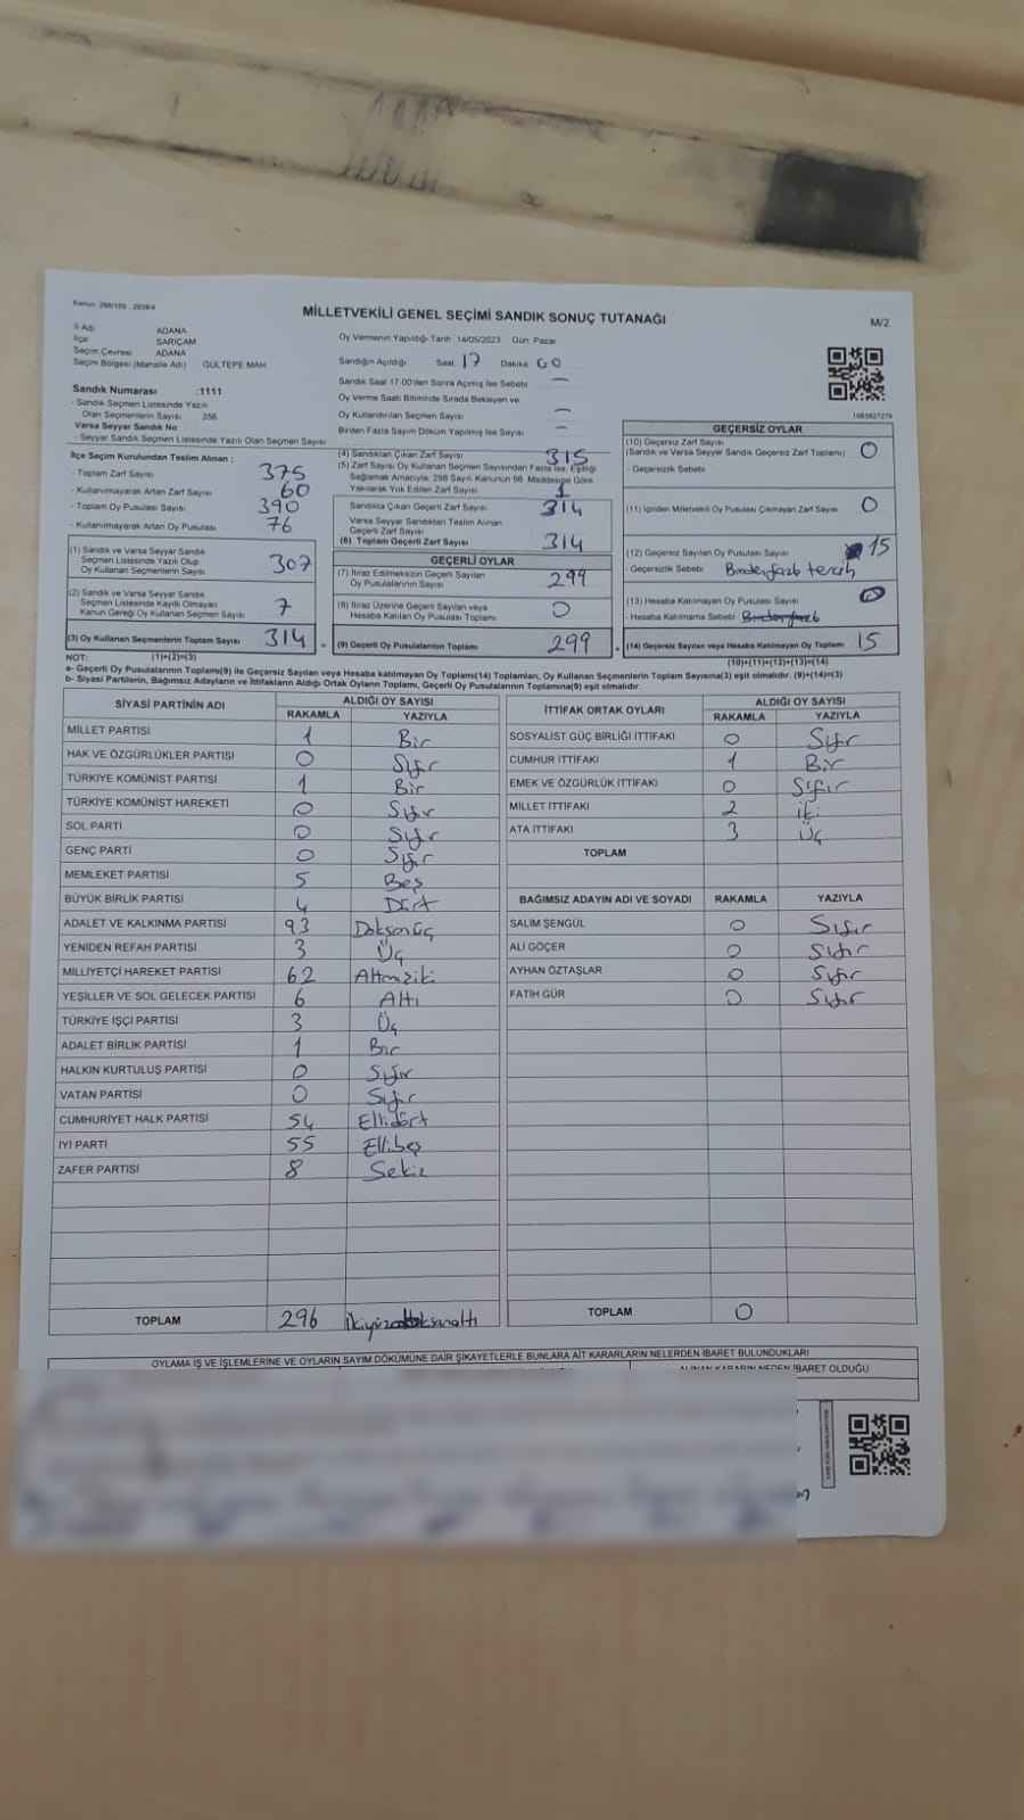 MİLLETVEKİLİ GENEL SEÇİMİ SANDIK SONUÇ TUTANAĞI
M/2
İl Adı ADANA
İlçe SARIÇAM
Seçim Çevresi ADANA
Seçim Bölgesi (Mahalle Adı) GÜLTEPE MAH
Sandık Numarası :1111
- Sandık Seçmen Listesinde Yazılı
Olan Seçmenlerin Sayısı
Varsa Seyyar Sandık No
- Seyyar Sandık Seçmen Listesinde Yazılı Olan Seçmen Sayısı
Oy Vermenin Yapıldığı Tarih 14/05/2023 Gün Pazar
Sandığın Açıldığı Saat 17 Dakika 00
Sandık Saat 17:00'den Sonra Açılmış İse Sebebi —
Oy Verme Saati Bitiminde Sırada Bekleyen ve
Oy Kullandırılan Seçmen Sayısı —
Birden Fazla Sayım Döküm Yapılmış İse Sayısı —
İlçe Seçim Kurulundan Teslim Alınan :
- Toplam Zarf Sayısı 375
- Kullanılmayarak Artan Zarf Sayısı 60
- Toplam Oy Pusulası Sayısı 390
- Kullanılmayarak Artan Oy Pusulası 76
(1) Sandık ve Varsa Seyyar Sandık
Seçmen Listesinde Yazılı Olup
Oy Kullanan Seçmenlerin Sayısı 307
(2) Sandık ve Varsa Seyyar Sandık
Seçmen Listesinde Kayıtlı Olmayan
Kanun Gereği Oy Kullanan Seçmen Sayısı 7
(3) Oy Kullanan Seçmenlerin Toplam Sayısı 314
(1)+(2)=(3)
(4) Sandıktan Çıkan Zarf Sayısı 315
(5) Zarf Sayısı Oy Kullanan Seçmen Sayısından Fazla İse, Eşitliği
Sağlamak Amacıyla, 298 Sayılı Kanunun 98. Maddesine Göre
Yakılarak Yok Edilen Zarf Sayısı 1
Sandıkta Çıkan Geçerli Zarf Sayısı 314
Varsa Seyyar Sandıktan Teslim Alınan
Geçerli Zarf Sayısı
(6) Toplam Geçerli Zarf Sayısı 314
GEÇERLİ OYLAR
(7) İtiraz Edilmeksizin Geçerli Sayılan
Oy Pusulalarının Sayısı 299
(8) İtiraz Üzerine Geçerli Sayılan veya
Hesaba Katılan Oy Pusulası Toplamı 0
(9) Geçerli Oy Pusulalarının Toplamı 299
GEÇERSİZ OYLAR
(10) Geçersiz Zarf Sayısı
(Sandık ve Varsa Seyyar Sandık Geçersiz Zarf Toplamı) 0
- Geçersizlik Sebebi
(11) İçinden Milletvekili Oy Pusulası Çıkmayan Zarf Sayısı 0
(12) Geçersiz Sayılan Oy Pusulası Sayısı 15
- Geçersizlik Sebebi Birden fazla tercih
(13) Hesaba Katılmayan Oy Pusulası Sayısı 0
- Hesaba Katılmama Sebebi
(14) Geçersiz Sayılan veya Hesaba Katılmayan Oy Toplamı 15
(10)+(11)+(12)+(13)=(14)
NOT:
a- Geçerli Oy Pusulalarının Toplamı(9) ile Geçersiz Sayılan veya Hesaba katılmayan Oy Toplamı(14) Toplamları, Oy Kullanan Seçmenlerin Toplam Sayısına(3) eşit olmalıdır. (9)+(14)=(3)
b- Siyasi Partilerin, Bağımsız Adayların ve İttifakların Aldığı Ortak Oyların Toplamı, Geçerli Oy Pusulalarının Toplamına(9) eşit olmalıdır
SİYASİ PARTİNİN ADI ALDIĞI OY SAYISI
RAKAMLA YAZIYLA
MİLLET PARTİSİ 1 Bir
HAK VE ÖZGÜRLÜKLER PARTİSİ 0 Sıfır
TÜRKİYE KOMÜNİST PARTİSİ 1 Bir
TÜRKİYE KOMÜNİST HAREKETİ 0 Sıfır
SOL PARTİ 0 Sıfır
GENÇ PARTİ 0 Sıfır
MEMLEKET PARTİSİ 5 Beş
BÜYÜK BİRLİK PARTİSİ 4 Dört
ADALET VE KALKINMA PARTİSİ 93 Doksanüç
YENİDEN REFAH PARTİSİ 3 Üç
MİLLİYETÇİ HAREKET PARTİSİ 62 Altmışiki
YEŞİLLER VE SOL GELECEK PARTİSİ 6 Altı
TÜRKİYE İŞÇİ PARTİSİ 3 Üç
ADALET BİRLİK PARTİSİ 1 Bir
HALKIN KURTULUŞ PARTİSİ 0 Sıfır
VATAN PARTİSİ 0 Sıfır
CUMHURİYET HALK PARTİSİ 54 Ellidört
İYİ PARTİ 55 Ellibeş
ZAFER PARTİSİ 8 Sekiz
TOPLAM 296 ikiyüzdoksanaltı
İTTİFAK ORTAK OYLARI ALDIĞI OY SAYISI
RAKAMLA YAZIYLA
SOSYALİST GÜÇ BİRLİĞİ İTTİFAKI 0 Sıfır
CUMHUR İTTİFAKI 1 Bir
EMEK VE ÖZGÜRLÜK İTTİFAKI 0 Sıfır
MİLLET İTTİFAKI 2 iki
ATA İTTİFAKI 3 Üç
TOPLAM
BAĞIMSIZ ADAYIN ADI VE SOYADI RAKAMLA YAZIYLA
SALİM ŞENGÜL 0 Sıfır
ALİ GÖÇER 0 Sıfır
AYHAN ÖZTAŞLAR 0 Sıfır
FATİH GÜR 0 Sıfır
TOPLAM 0
OYLAMA İŞ VE İŞLEMLERİNE VE OYLARIN SAYIM DÖKÜMÜNE DAİR ŞİKAYETLERLE BUNLARA AİT KARARLARIN NELERDEN İBARET BULUNDUKLARI
ALINAN KARARIN NEDEN İBARET OLDUĞU